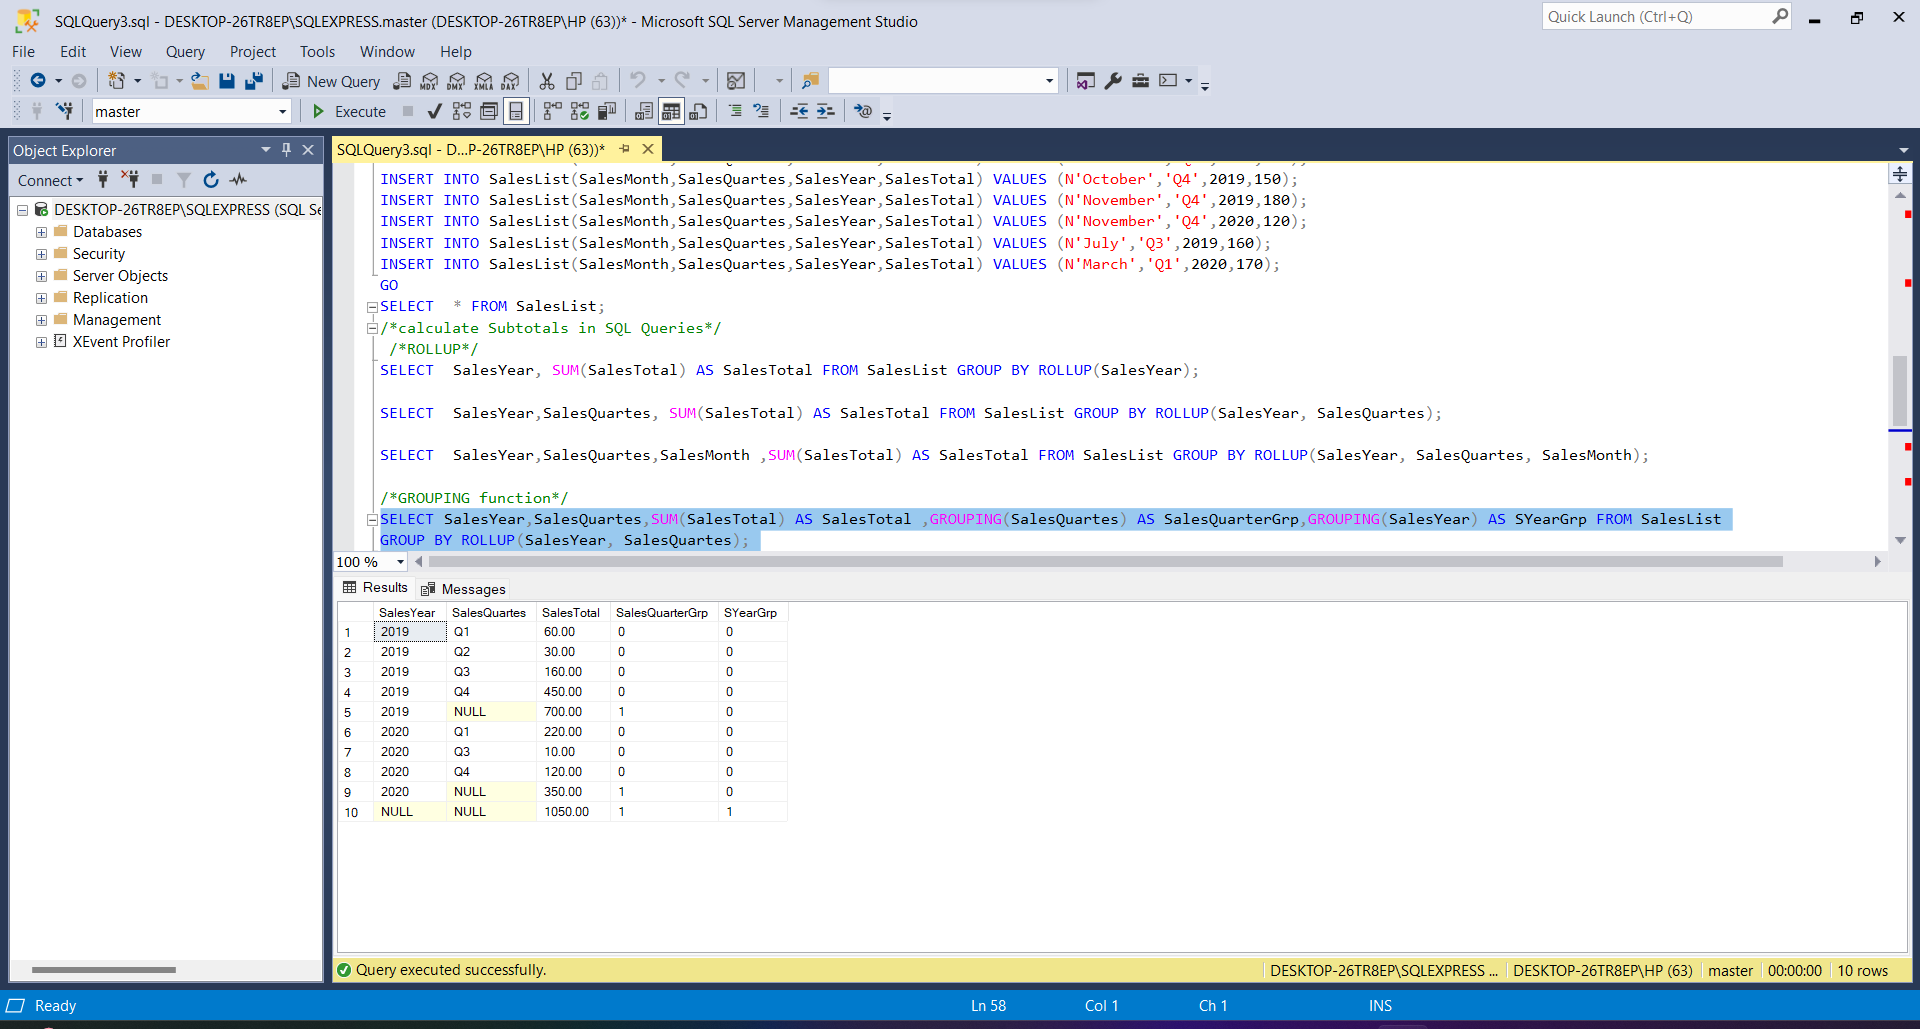 SQLQuery3.sql - DESKTOP-26TR8EP\SQLEXPRESS.master (DESKTOP-26TR8EP\HP (63))* - Microsoft SQL Server Management Studio
Quick Launch (Ctrl+Q)
File Edit View Query Project Tools Window Help
New Query MDX DMX XMLA DAX
master Execute
Object Explorer
Connect
DESKTOP-26TR8EP\SQLEXPRESS (SQL Se
Databases
Security
Server Objects
Replication
Management
XEvent Profiler
SQLQuery3.sql - D...P-26TR8EP\HP (63))*
INSERT INTO SalesList(SalesMonth,SalesQuartes,SalesYear,SalesTotal) VALUES (N'October','Q4',2019,150);
INSERT INTO SalesList(SalesMonth,SalesQuartes,SalesYear,SalesTotal) VALUES (N'November','Q4',2019,180);
INSERT INTO SalesList(SalesMonth,SalesQuartes,SalesYear,SalesTotal) VALUES (N'November','Q4',2020,120);
INSERT INTO SalesList(SalesMonth,SalesQuartes,SalesYear,SalesTotal) VALUES (N'July','Q3',2019,160);
INSERT INTO SalesList(SalesMonth,SalesQuartes,SalesYear,SalesTotal) VALUES (N'March','Q1',2020,170);
GO
SELECT  * FROM SalesList;
/*calculate Subtotals in SQL Queries*/
/*ROLLUP*/
SELECT  SalesYear, SUM(SalesTotal) AS SalesTotal FROM SalesList GROUP BY ROLLUP(SalesYear);
SELECT  SalesYear,SalesQuartes, SUM(SalesTotal) AS SalesTotal FROM SalesList GROUP BY ROLLUP(SalesYear, SalesQuartes);
SELECT  SalesYear,SalesQuartes,SalesMonth ,SUM(SalesTotal) AS SalesTotal FROM SalesList GROUP BY ROLLUP(SalesYear, SalesQuartes, SalesMonth);
/*GROUPING function*/
SELECT SalesYear,SalesQuartes,SUM(SalesTotal) AS SalesTotal ,GROUPING(SalesQuartes) AS SalesQuarterGrp,GROUPING(SalesYear) AS SYearGrp FROM SalesList
GROUP BY ROLLUP(SalesYear, SalesQuartes);
100 %
Results Messages
SalesYear SalesQuartes SalesTotal SalesQuarterGrp SYearGrp
1 2019 Q1 60.00 0 0
2 2019 Q2 30.00 0 0
3 2019 Q3 160.00 0 0
4 2019 Q4 450.00 0 0
5 2019 NULL 700.00 1 0
6 2020 Q1 220.00 0 0
7 2020 Q3 10.00 0 0
8 2020 Q4 120.00 0 0
9 2020 NULL 350.00 1 0
10 NULL NULL 1050.00 1 1
Query executed successfully. DESKTOP-26TR8EP\SQLEXPRESS ... DESKTOP-26TR8EP\HP (63) master 00:00:00 10 rows
Ready Ln 58 Col 1 Ch 1 INS